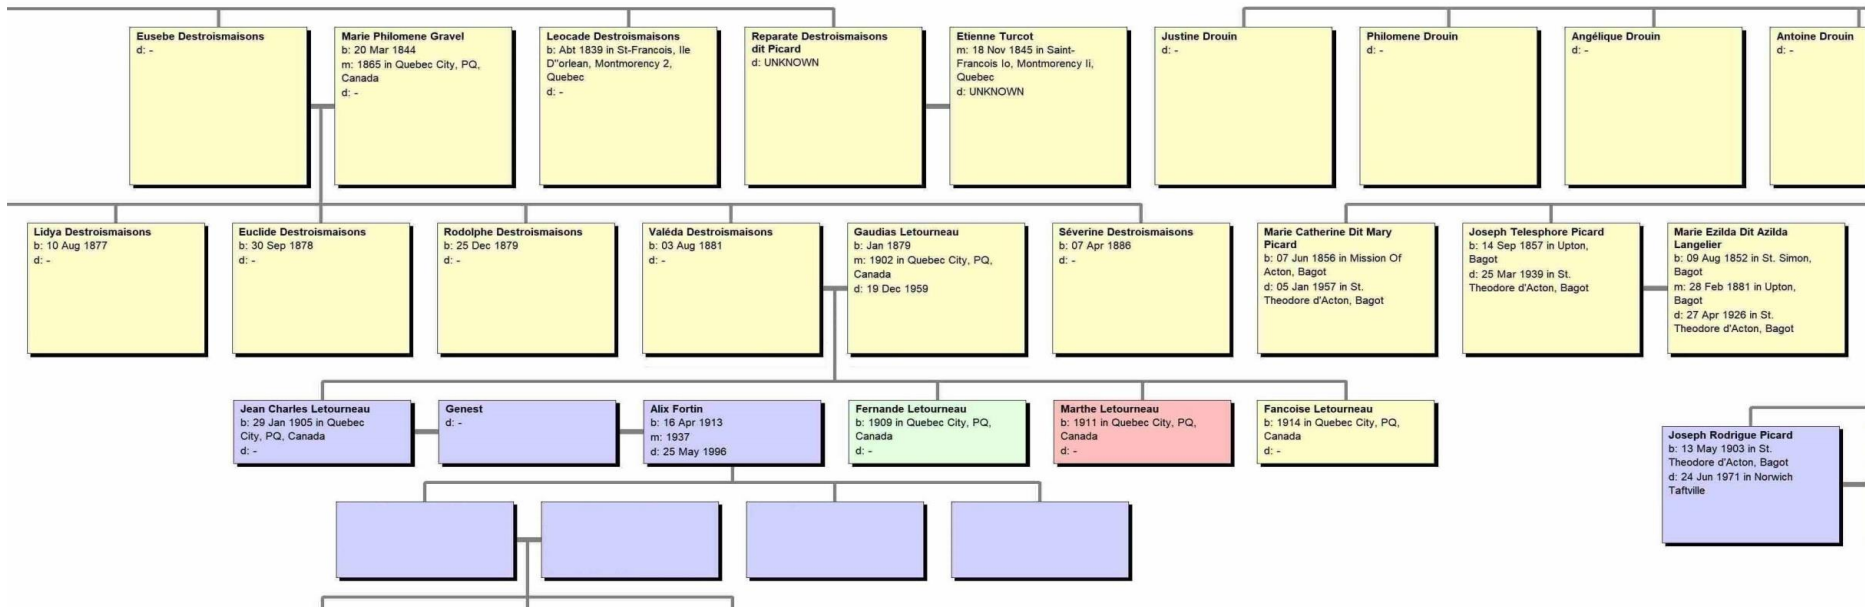 Eusebe Destroismaisons
d: -
Marie Philomene Gravel
b: 20 Mar 1844
m: 1865 in Quebec City, PQ,
Canada
d: -
Leocade Destroismaisons
b: Abt 1839 in St-Francois, Ile
D"orlean, Montmorency 2,
Quebec
d: -
Reparate Destroismaisons
dit Picard
d: UNKNOWN
Etienne Turcot
m: 18 Nov 1845 in Saint-
Francois Io, Montmorency Ii,
Quebec
d: UNKNOWN
Justine Drouin
d: -
Philomene Drouin
d: -
Angélique Drouin
d: -
Antoine Drouin
d: -
Lidya Destroismaisons
b: 10 Aug 1877
d: -
Euclide Destroismaisons
b: 30 Sep 1878
d: -
Rodolphe Destroismaisons
b: 25 Dec 1879
d: -
Valéda Destroismaisons
b: 03 Aug 1881
d: -
Gaudias Letourneau
b: Jan 1879
m: 1902 in Quebec City, PQ,
Canada
d: 19 Dec 1959
Séverine Destroismaisons
b: 07 Apr 1886
d: -
Marie Catherine Dit Mary
Picard
b: 07 Jun 1856 in Mission Of
Acton, Bagot
d: 05 Jan 1957 in St.
Theodore d'Acton, Bagot
Joseph Telesphore Picard
b: 14 Sep 1857 in Upton,
Bagot
d: 25 Mar 1939 in St.
Theodore d'Acton, Bagot
Marie Ezilda Dit Azilda
Langelier
b: 09 Aug 1852 in St. Simon,
Bagot
m: 28 Feb 1881 in Upton,
Bagot
d: 27 Apr 1926 in St.
Theodore d'Acton, Bagot
Jean Charles Letourneau
b: 29 Jan 1905 in Quebec
City, PQ, Canada
d: -
Genest
d: -
Alix Fortin
b: 16 Apr 1913
m: 1937
d: 25 May 1996
Fernande Letourneau
b: 1909 in Quebec City, PQ,
Canada
d: -
Marthe Letourneau
b: 1911 in Quebec City, PQ,
Canada
d: -
Fancoise Letourneau
b: 1914 in Quebec City, PQ,
Canada
d: -
Joseph Rodrigue Picard
b: 13 May 1903 in St.
Theodore d'Acton, Bagot
d: 24 Jun 1971 in Norwich
Taftville